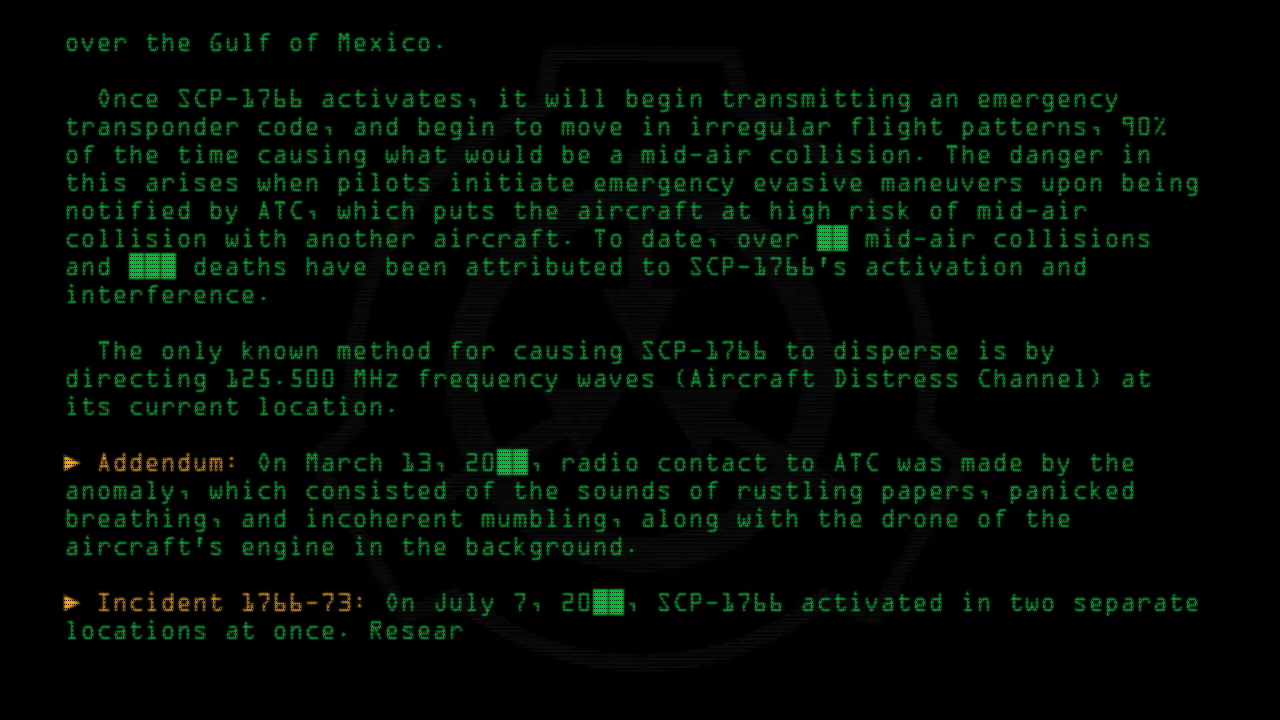 over the Gulf of Mexico.
Once SCP-1766 activates, it will begin transmitting an emergency
transponder code, and begin to move in irregular flight patterns, 90%
of the time causing what would be a mid-air collision. The danger in
this arises when pilots initiate emergency evasive maneuvers upon being
notified by ATC, which puts the aircraft at high risk of mid-air
collision with another aircraft. To date, over ██ mid-air collisions
and ███ deaths have been attributed to SCP-1766's activation and
interference.
The only known method for causing SCP-1766 to disperse is by
directing 125.500 MHz frequency waves (Aircraft Distress Channel) at
its current location.
► Addendum: On March 13, 20██, radio contact to ATC was made by the
anomaly, which consisted of the sounds of rustling papers, panicked
breathing, and incoherent mumbling, along with the drone of the
aircraft's engine in the background.
► Incident 1766-73: On July 7, 20██, SCP-1766 activated in two separate
locations at once. Resear